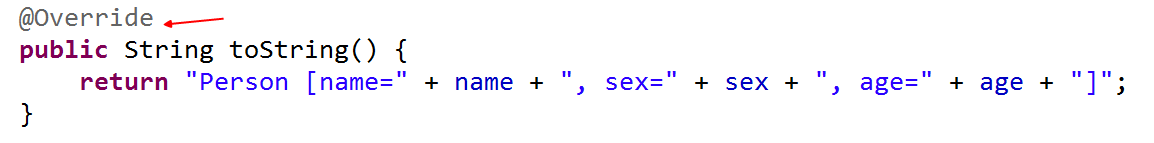 @Override
public String toString() {
    return "Person [name=" + name + ", sex=" + sex + ", age=" + age + "]";
}